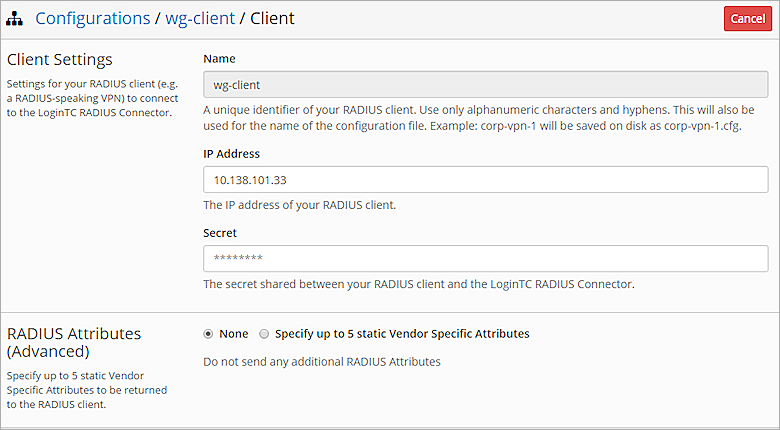 Configurations / wg-client / Client
Cancel
Client Settings
Settings for your RADIUS client (e.g.
a RADIUS-speaking VPN) to connect
to the LoginTC RADIUS Connector.
Name
wg-client
A unique identifier of your RADIUS client. Use only alphanumeric characters and hyphens. This will also be
used for the name of the configuration file. Example: corp-vpn-1 will be saved on disk as corp-vpn-1.cfg.
IP Address
10.138.101.33
The IP address of your RADIUS client.
Secret
********
The secret shared between your RADIUS client and the LoginTC RADIUS Connector.
RADIUS Attributes
(Advanced)
Specify up to 5 static Vendor
Specific Attributes to be returned
to the RADIUS client.
None Specify up to 5 static Vendor Specific Attributes
Do not send any additional RADIUS Attributes